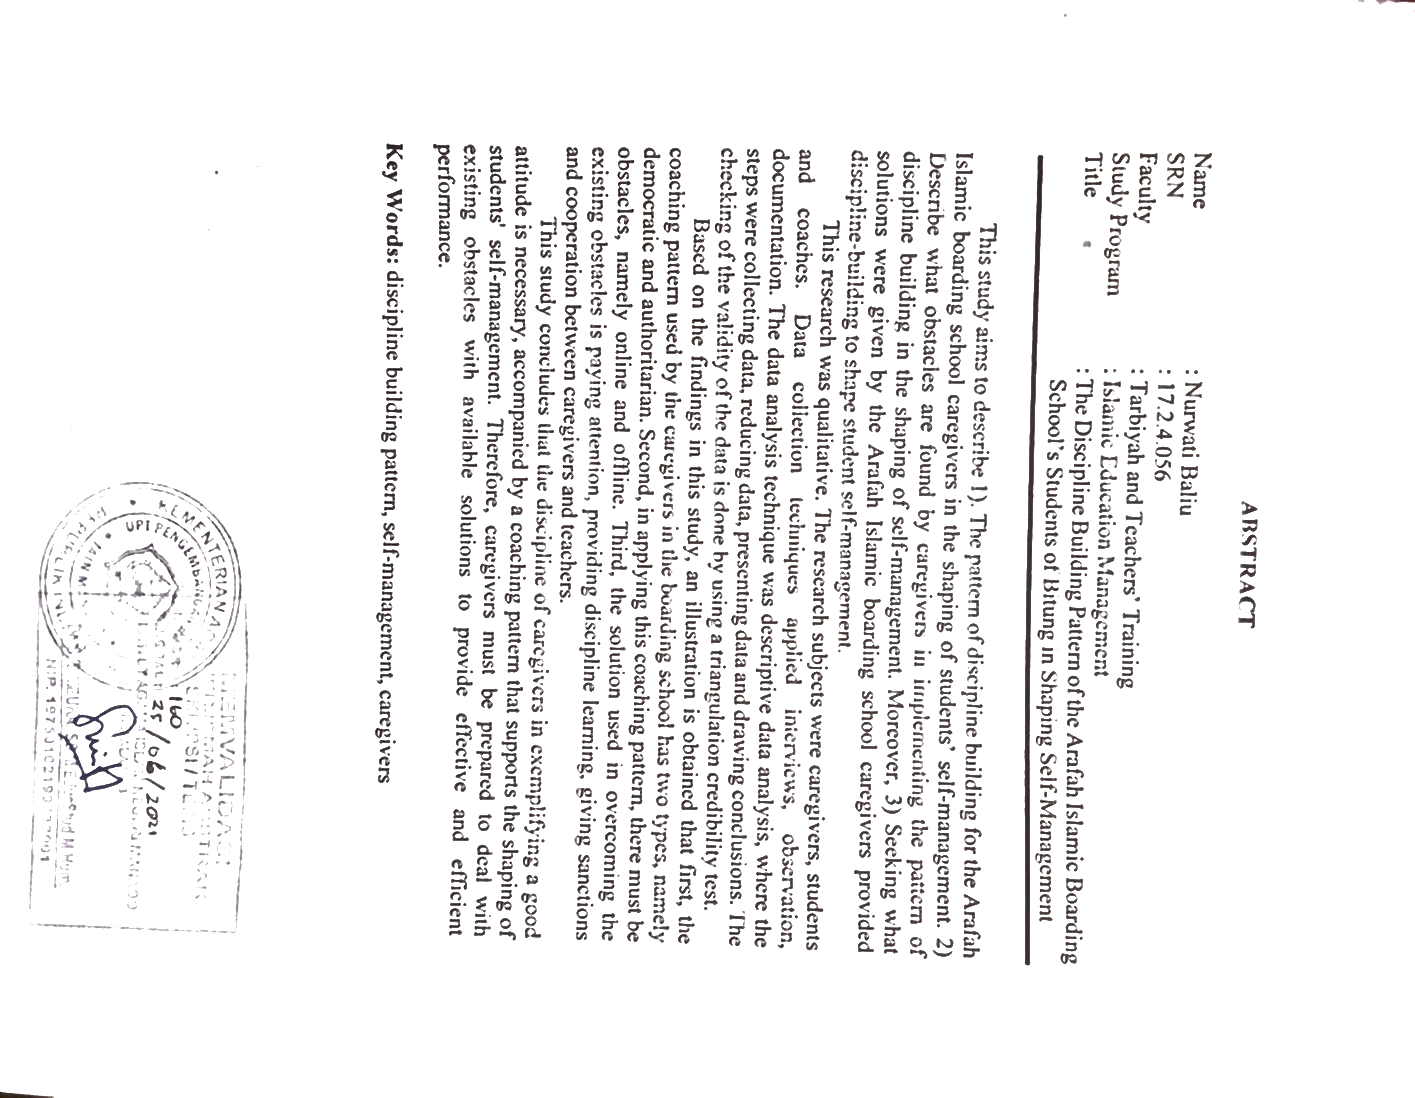 ABSTRACT
Name : Nurwati Baliu
SRN : 17.2.4.056
Faculty : Tarbiyah and Teachers' Training
Study Program : Islamic Education Management
Title : The Discipline Building Pattern of the Arafah Islamic Boarding
School's Students of Bitung in Shaping Self-Management
This study aims to describe 1). The pattern of discipline building for the Arafah
Islamic boarding school caregivers in the shaping of students' self-management. 2)
Describe what obstacles are found by caregivers in implementing the pattern of
discipline building in the shaping of self-management. Moreover, 3) Seeking what
solutions were given by the Arafah Islamic boarding school caregivers provided
discipline-building to shape student self-management.
This research was qualitative. The research subjects were caregivers, students
and coaches. Data collection techniques applied interviews, observation,
documentation. The data analysis technique was descriptive data analysis, where the
steps were collecting data, reducing data, presenting data and drawing conclusions. The
checking of the validity of the data is done by using a triangulation credibility test.
Based on the findings in this study, an illustration is obtained that first, the
coaching pattern used by the caregivers in the boarding school has two types, namely
democratic and authoritarian. Second, in applying this coaching pattern, there must be
obstacles, namely online and offline. Third, the solution used in overcoming the
existing obstacles is paying attention, providing discipline learning, giving sanctions
and cooperation between caregivers and teachers.
This study concludes that the discipline of caregivers in exemplifying a good
attitude is necessary, accompanied by a coaching pattern that supports the shaping of
students' self-management. Therefore, caregivers must be prepared to deal with
existing obstacles with available solutions to provide effective and efficient
performance.
Key Words: discipline building pattern, self-management, caregivers
KEMENTERIAN
UPT PENGEMBANGAN
160
25/06/2021
M.Hum
NIP.